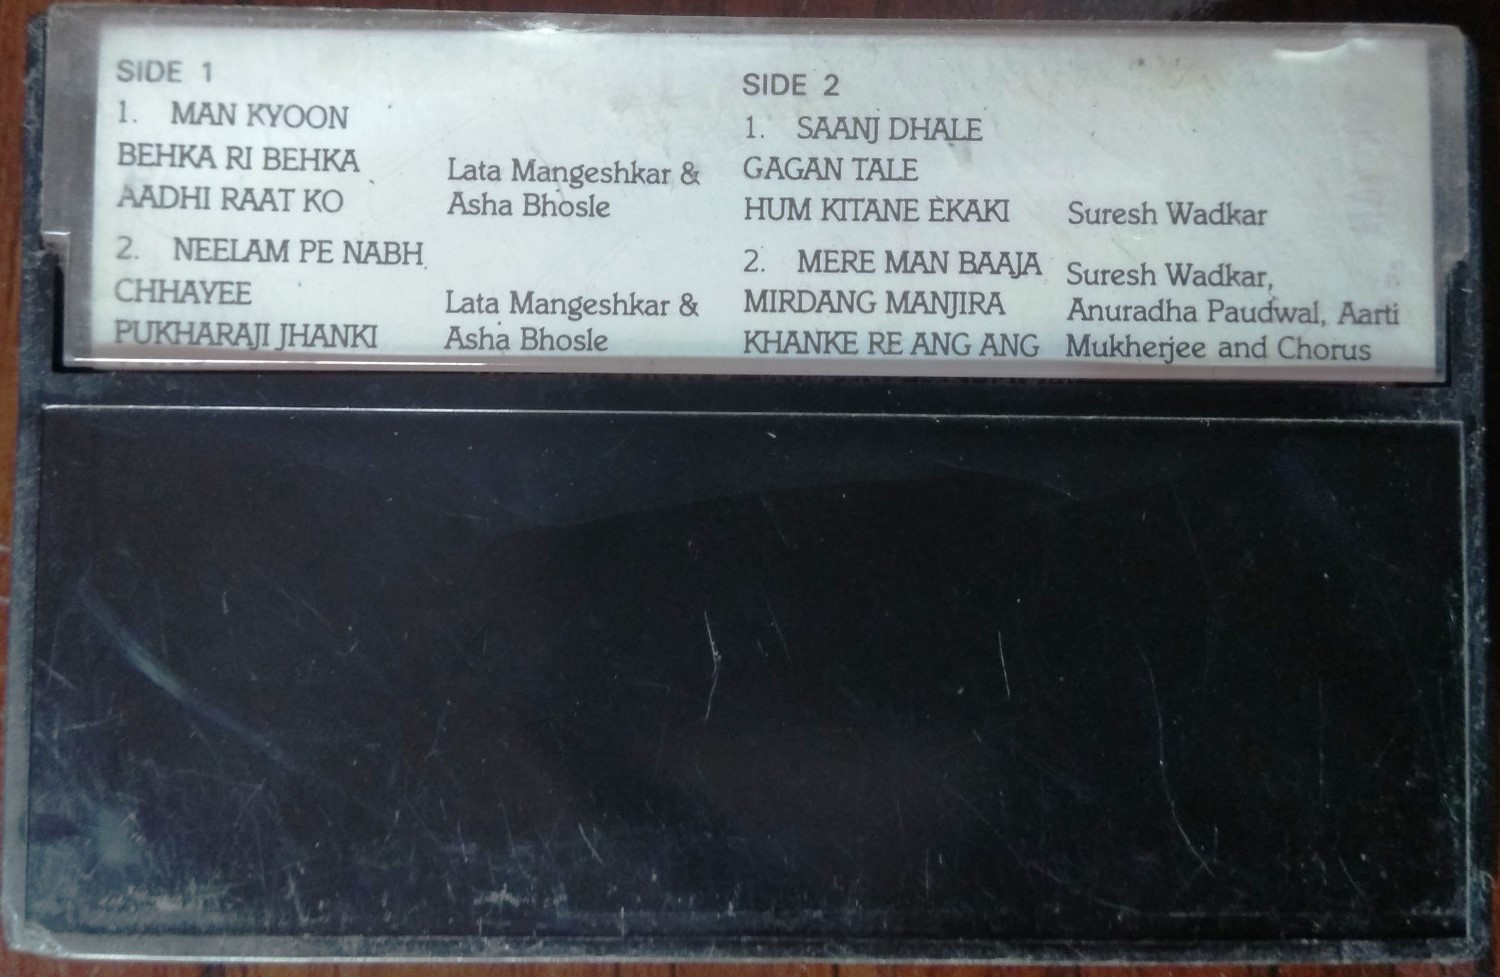 SIDE 1
1. MAN KYOON
BEHKA RI BEHKA
AADHI RAAT KO
Lata Mangeshkar &
Asha Bhosle
2. NEELAM PE NABH
CHHAYEE
PUKHARAJI JHANKI
Lata Mangeshkar &
Asha Bhosle
SIDE 2
1. SAANJ DHALE
GAGAN TALE
HUM KITANE EKAKI
Suresh Wadkar
2. MERE MAN BAAJA
MIRDANG MANJIRA
KHANKE RE ANG ANG
Suresh Wadkar,
Anuradha Paudwal, Aarti
Mukherjee and Chorus